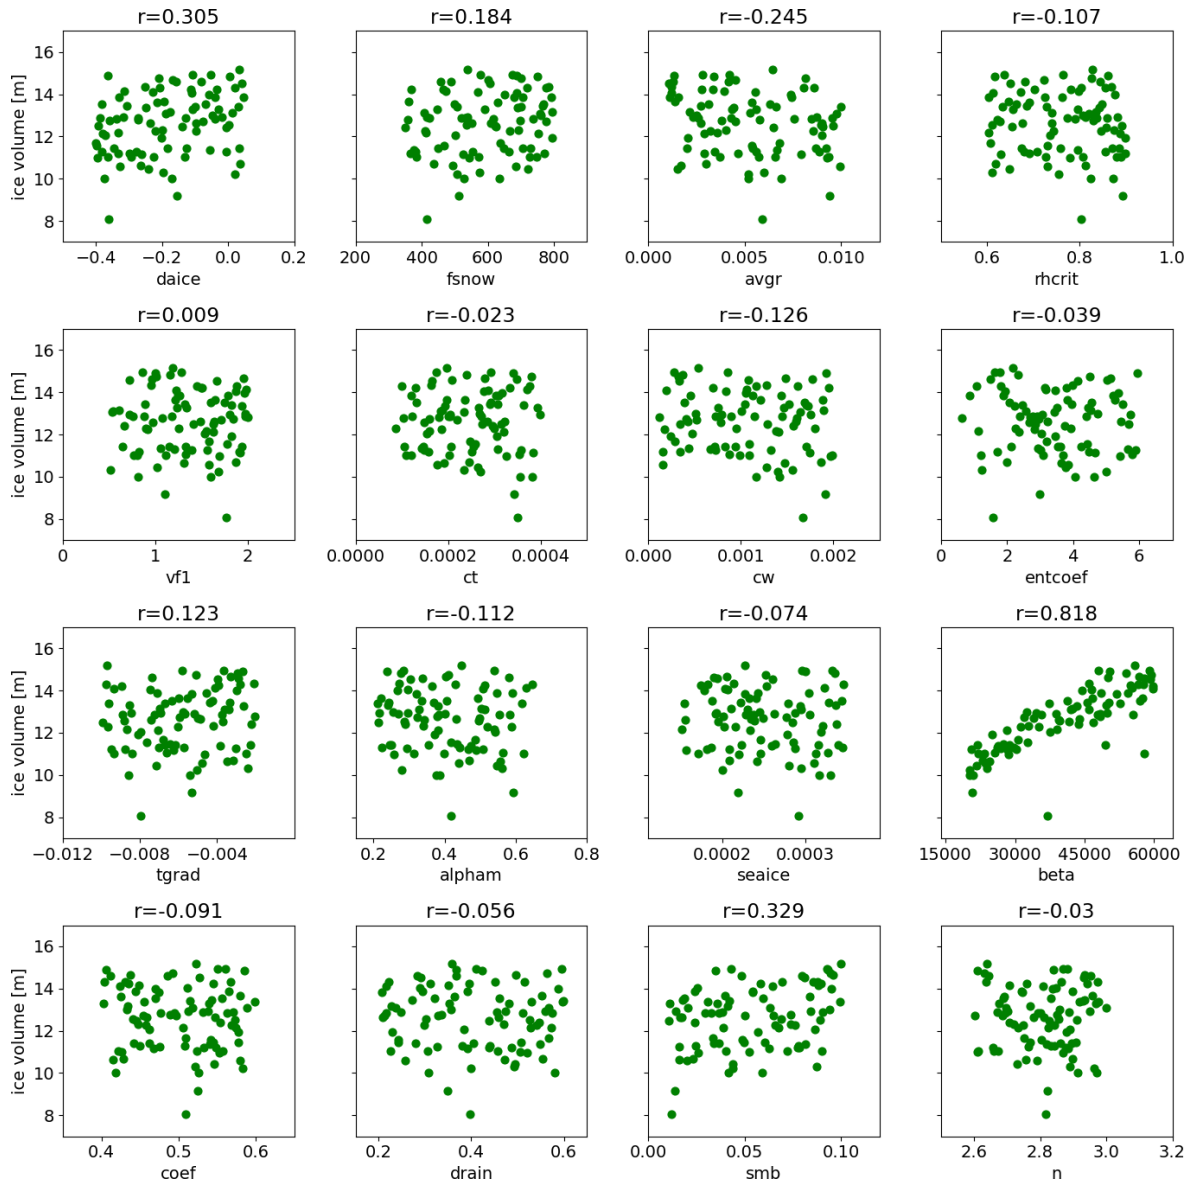 r=0.305 r=0.184 r=-0.245 r=-0.107
ice volume [m]
16
14
12
10
8
−0.4 −0.2 0.0 0.2 200 400 600 800 0.000 0.005 0.010 0.6 0.8 1.0
daice fsnow avgr rhcrit
r=0.009 r=-0.023 r=-0.126 r=-0.039
ice volume [m]
16
14
12
10
8
0 1 2 0.0000 0.0002 0.0004 0.000 0.001 0.002 0 2 4 6
vf1 ct cw entcoef
r=0.123 r=-0.112 r=-0.074 r=0.818
ice volume [m]
16
14
12
10
8
−0.012 −0.008 −0.004 0.2 0.4 0.6 0.8 0.0002 0.0003 15000 30000 45000 60000
tgrad alpham seaice beta
r=-0.091 r=-0.056 r=0.329 r=-0.03
ice volume [m]
16
14
12
10
8
0.4 0.5 0.6 0.2 0.4 0.6 0.00 0.05 0.10 2.6 2.8 3.0 3.2
coef drain smb n